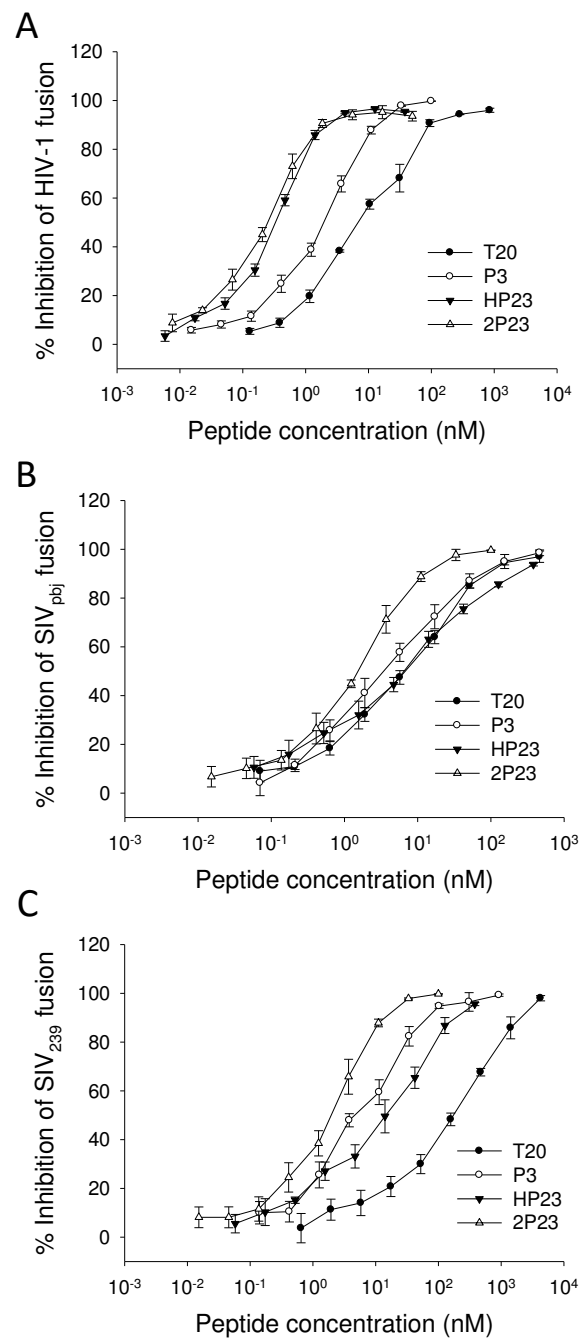 A
% Inhibition of HIV-1 fusion
120
100
80
60
40
20
0
T20
P3
HP23
2P23
10-3 10-2 10-1 100 101 102 103 104
Peptide concentration (nM)
B
% Inhibition of SIVpbj fusion
120
100
80
60
40
20
0
T20
P3
HP23
2P23
10-3 10-2 10-1 100 101 102 103
Peptide concentration (nM)
C
% Inhibition of SIV239 fusion
120
100
80
60
40
20
0
T20
P3
HP23
2P23
10-3 10-2 10-1 100 101 102 103 104
Peptide concentration (nM)